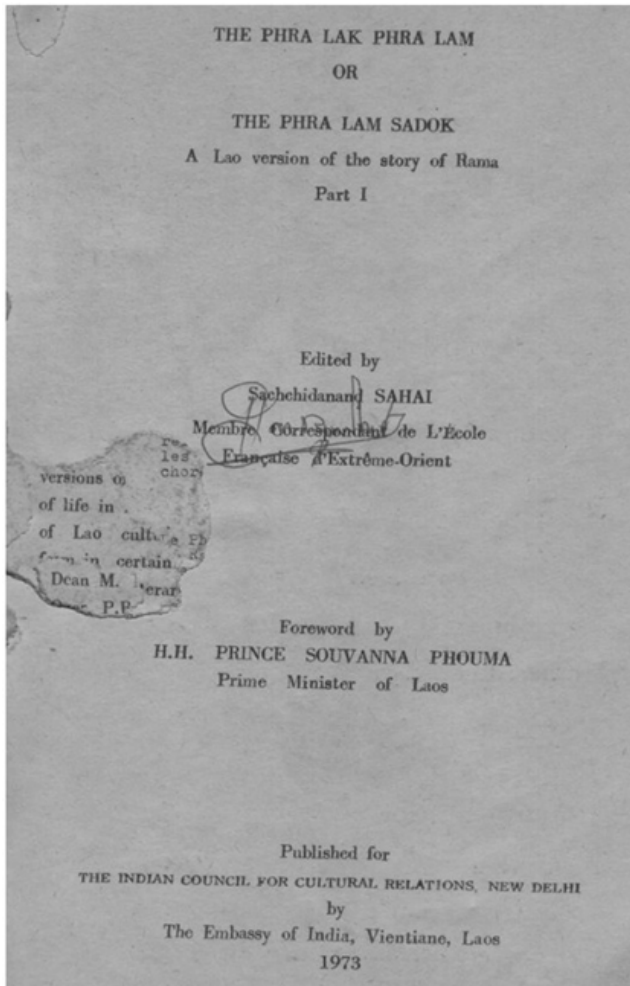 THE PHRA LAK PHRA LAM
OR
THE PHRA LAM SADOK
A Lao version of the story of Rama
Part I
Edited by
Sachchidanand SAHAI
Membre Correspondant de L'École
Française d'Extrême-Orient
les
versions
of life in
of Lao
in certain
Dean M.
P.P
Foreword by
H.H. PRINCE SOUVANNA PHOUMA
Prime Minister of Laos
Published for
THE INDIAN COUNCIL FOR CULTURAL RELATIONS, NEW DELHI
by
The Embassy of India, Vientiane, Laos
1973